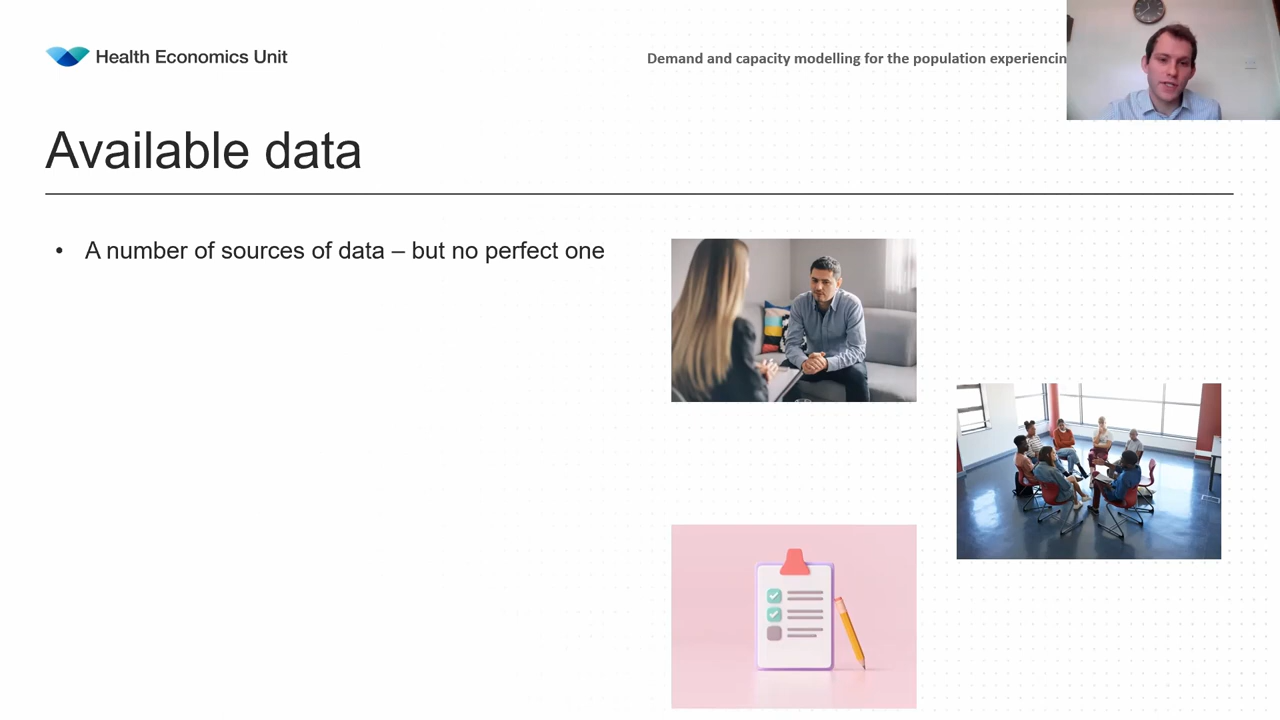 Health Economics Unit
Demand and capacity modelling for the population
Available data
• A number of sources of data – but no perfect one